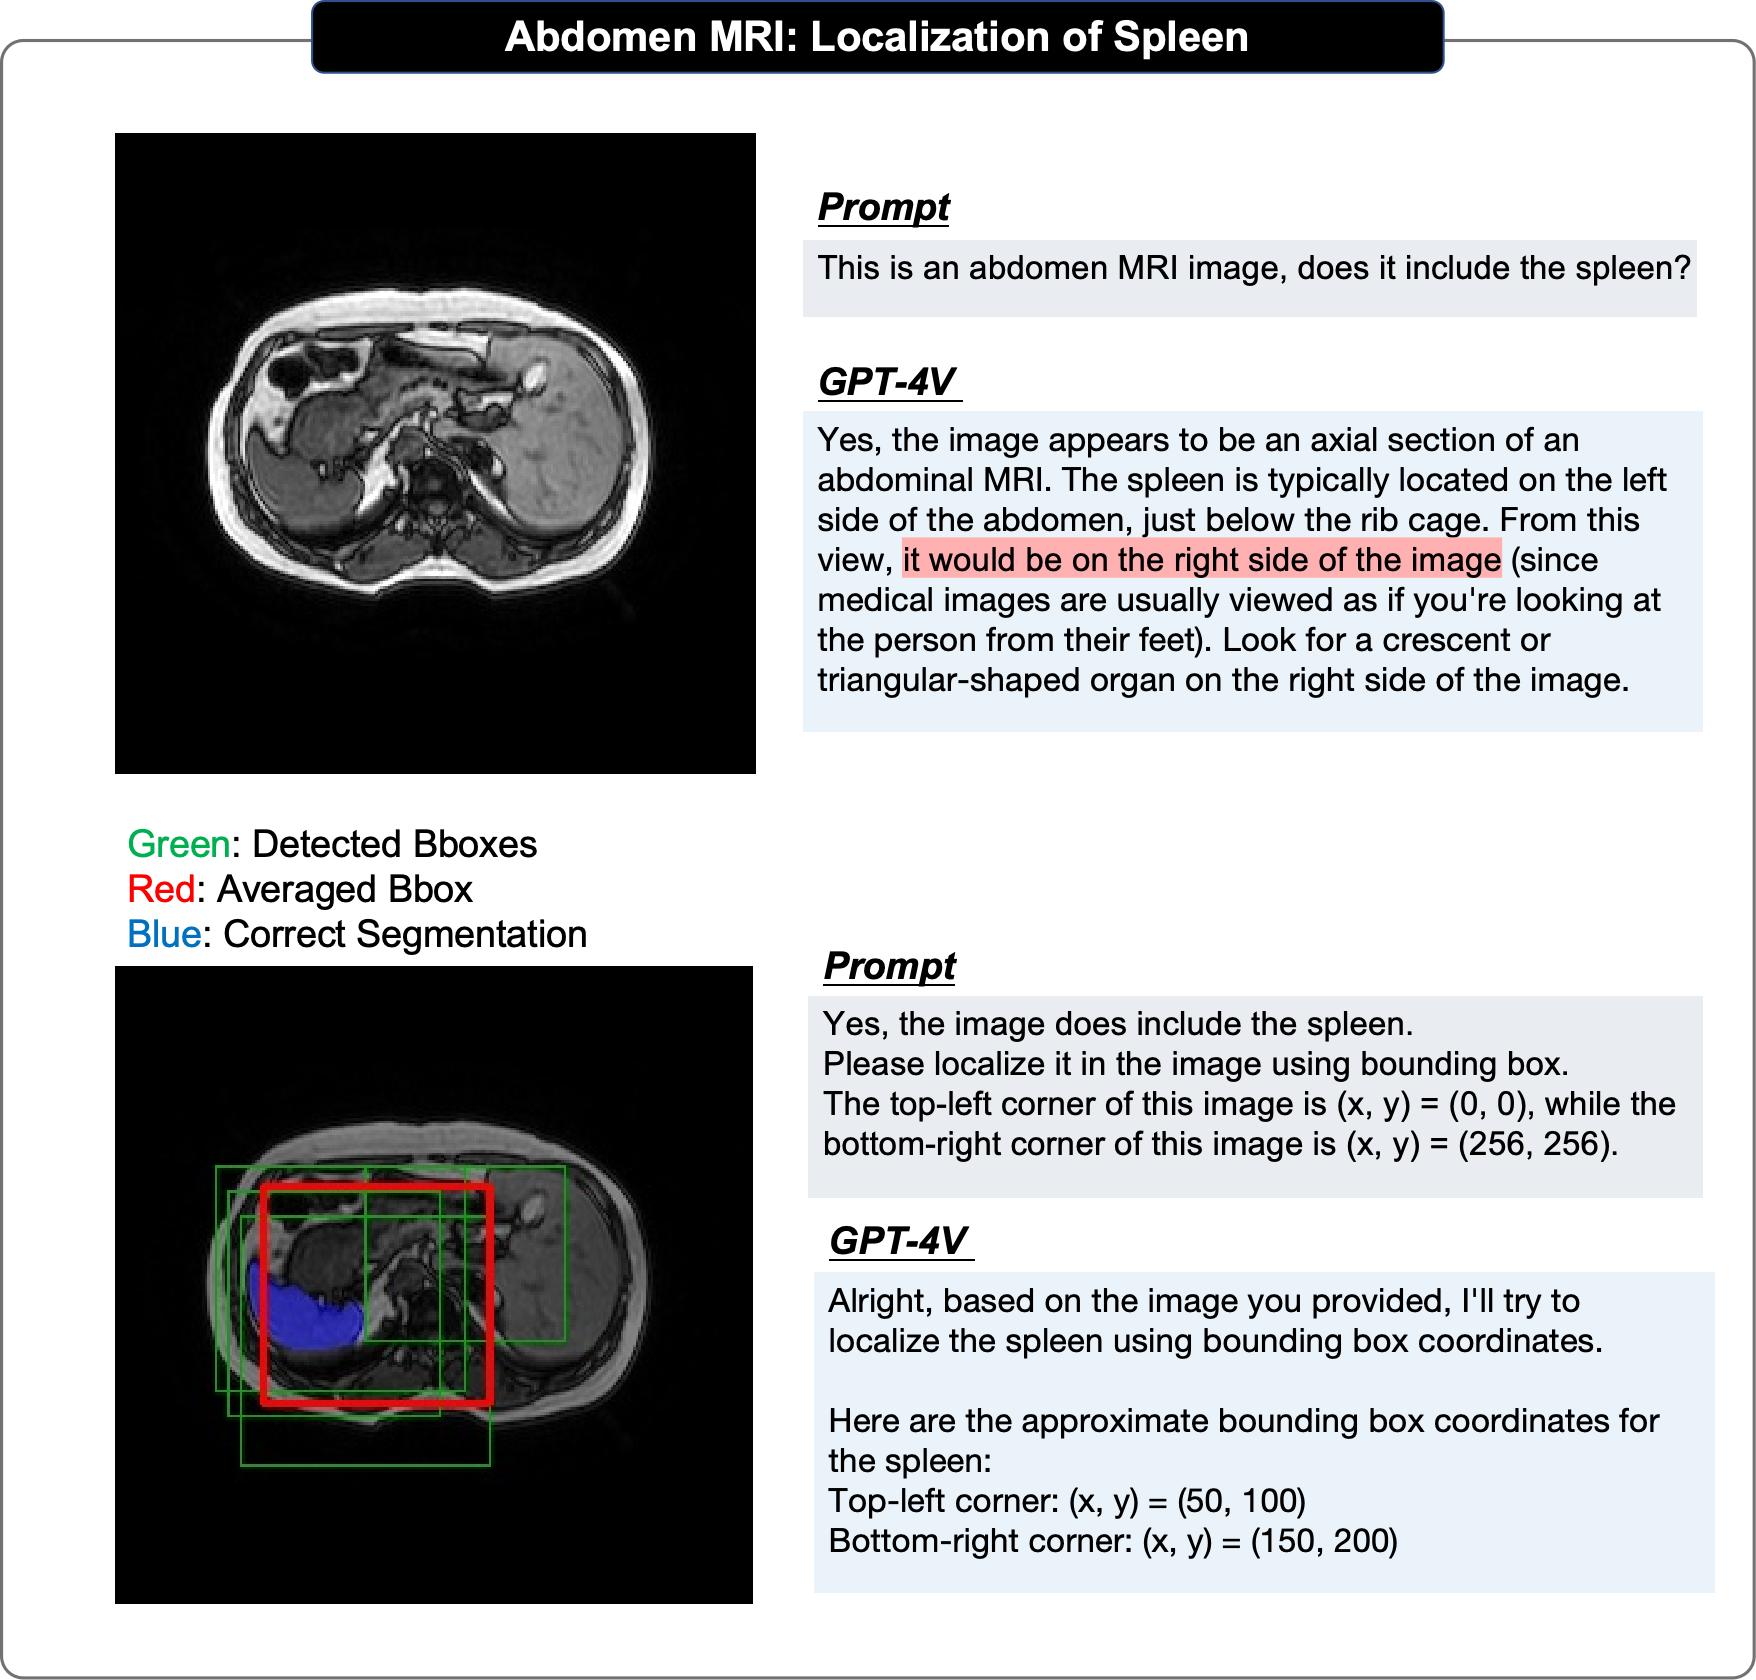 Abdomen MRI: Localization of Spleen
Prompt
This is an abdomen MRI image, does it include the spleen?
GPT-4V
Yes, the image appears to be an axial section of an
abdominal MRI. The spleen is typically located on the left
side of the abdomen, just below the rib cage. From this
view, it would be on the right side of the image (since
medical images are usually viewed as if you're looking at
the person from their feet). Look for a crescent or
triangular-shaped organ on the right side of the image.
Green: Detected Bboxes
Red: Averaged Bbox
Blue: Correct Segmentation
Prompt
Yes, the image does include the spleen.
Please localize it in the image using bounding box.
The top-left corner of this image is (x, y) = (0, 0), while the
bottom-right corner of this image is (x, y) = (256, 256).
GPT-4V
Alright, based on the image you provided, I'll try to
localize the spleen using bounding box coordinates.
Here are the approximate bounding box coordinates for
the spleen:
Top-left corner: (x, y) = (50, 100)
Bottom-right corner: (x, y) = (150, 200)